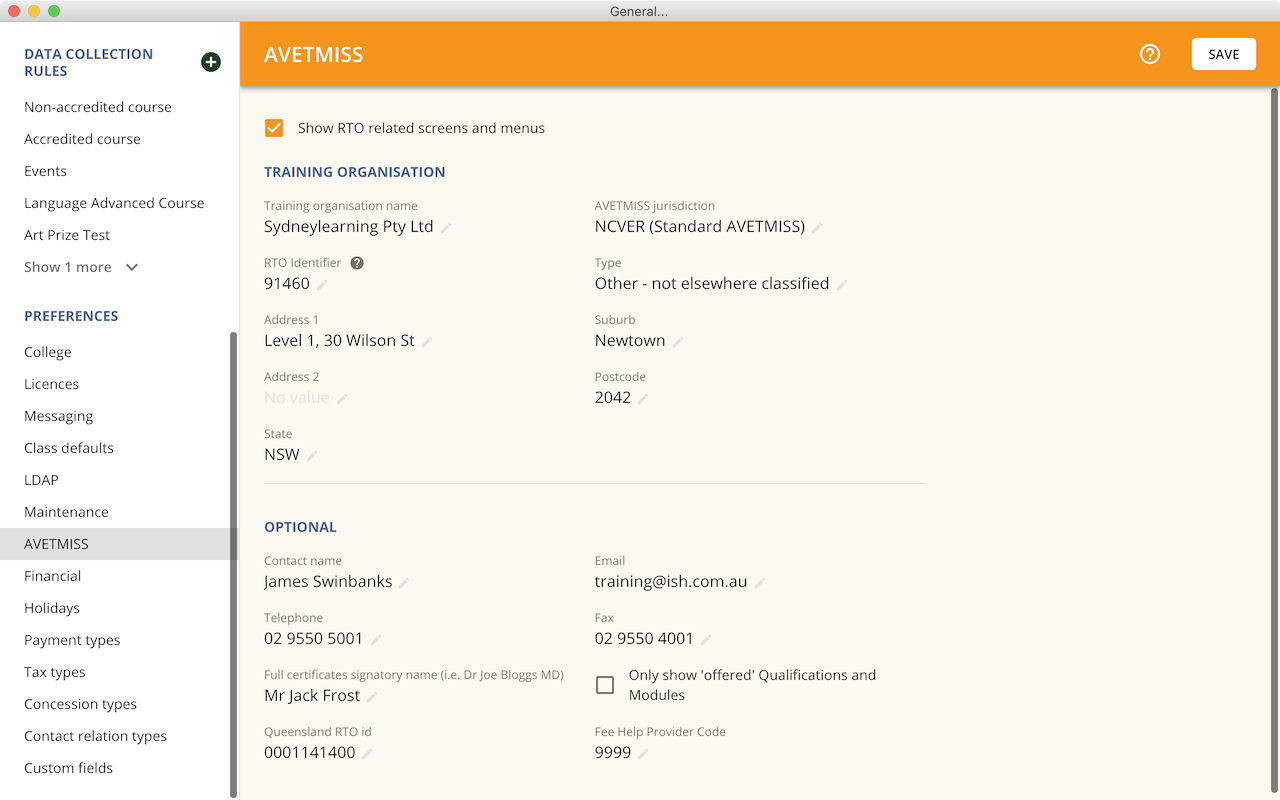 General...
DATA COLLECTION
RULES
Non-accredited course
Accredited course
Events
Language Advanced Course
Art Prize Test
Show 1 more
PREFERENCES
College
Licences
Messaging
Class defaults
LDAP
Maintenance
AVETMISS
Financial
Holidays
Payment types
Tax types
Concession types
Contact relation types
Custom fields
AVETMISS
SAVE
Show RTO related screens and menus
TRAINING ORGANISATION
Training organisation name
Sydneylearning Pty Ltd
AVETMISS jurisdiction
NCVER (Standard AVETMISS)
RTO Identifier
91460
Type
Other - not elsewhere classified
Address 1
Level 1, 30 Wilson St
Suburb
Newtown
Address 2
No value
Postcode
2042
State
NSW
OPTIONAL
Contact name
James Swinbanks
Email
training@ish.com.au
Telephone
02 9550 5001
Fax
02 9550 4001
Full certificates signatory name (i.e. Dr Joe Bloggs MD)
Mr Jack Frost
Only show 'offered' Qualifications and
Modules
Queensland RTO id
0001141400
Fee Help Provider Code
9999